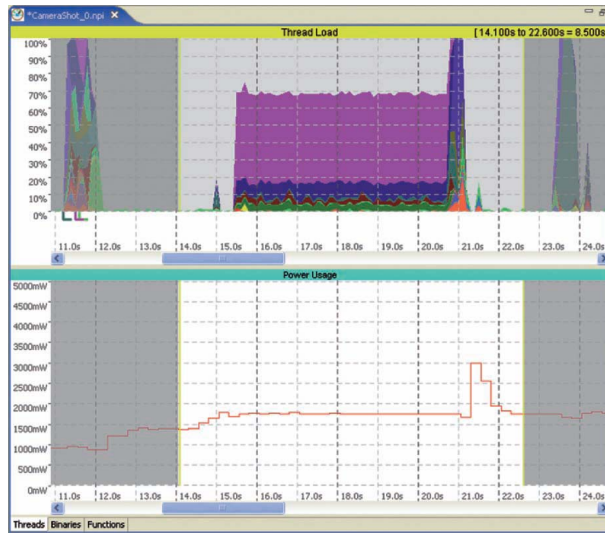 *CameraShot_0.npi
Thread Load [ 14.100s to 22.600s = 8.500s
100%
90%
80%
70%
60%
50%
40%
30%
20%
10%
0%
11.0s 12.0s 13.0s 14.0s 15.0s 16.0s 17.0s 18.0s 19.0s 20.0s 21.0s 22.0s 23.0s 24.0s
Power Usage
5000mW
4500mW
4000mW
3500mW
3000mW
2500mW
2000mW
1500mW
1000mW
500mW
0mW
11.0s 12.0s 13.0s 14.0s 15.0s 16.0s 17.0s 18.0s 19.0s 20.0s 21.0s 22.0s 23.0s 24.0s
Threads Binaries Functions